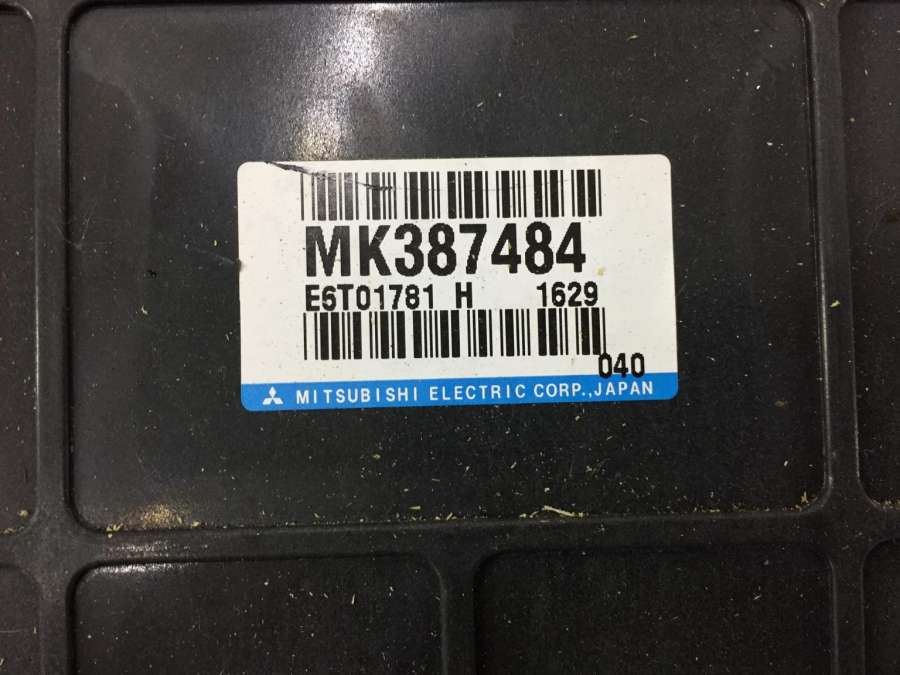 MK387484
E6T01781 H 1629
040
MITSUBISHI ELECTRIC CORP.,JAPAN